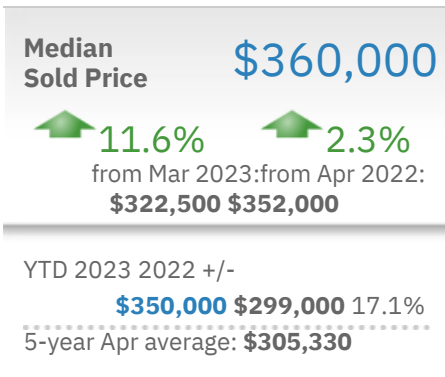 Median
Sold Price
$360,000
11.6% 2.3%
from Mar 2023:from Apr 2022:
$322,500 $352,000
YTD 2023 2022 +/-
$350,000 $299,000 17.1%
5-year Apr average: $305,330